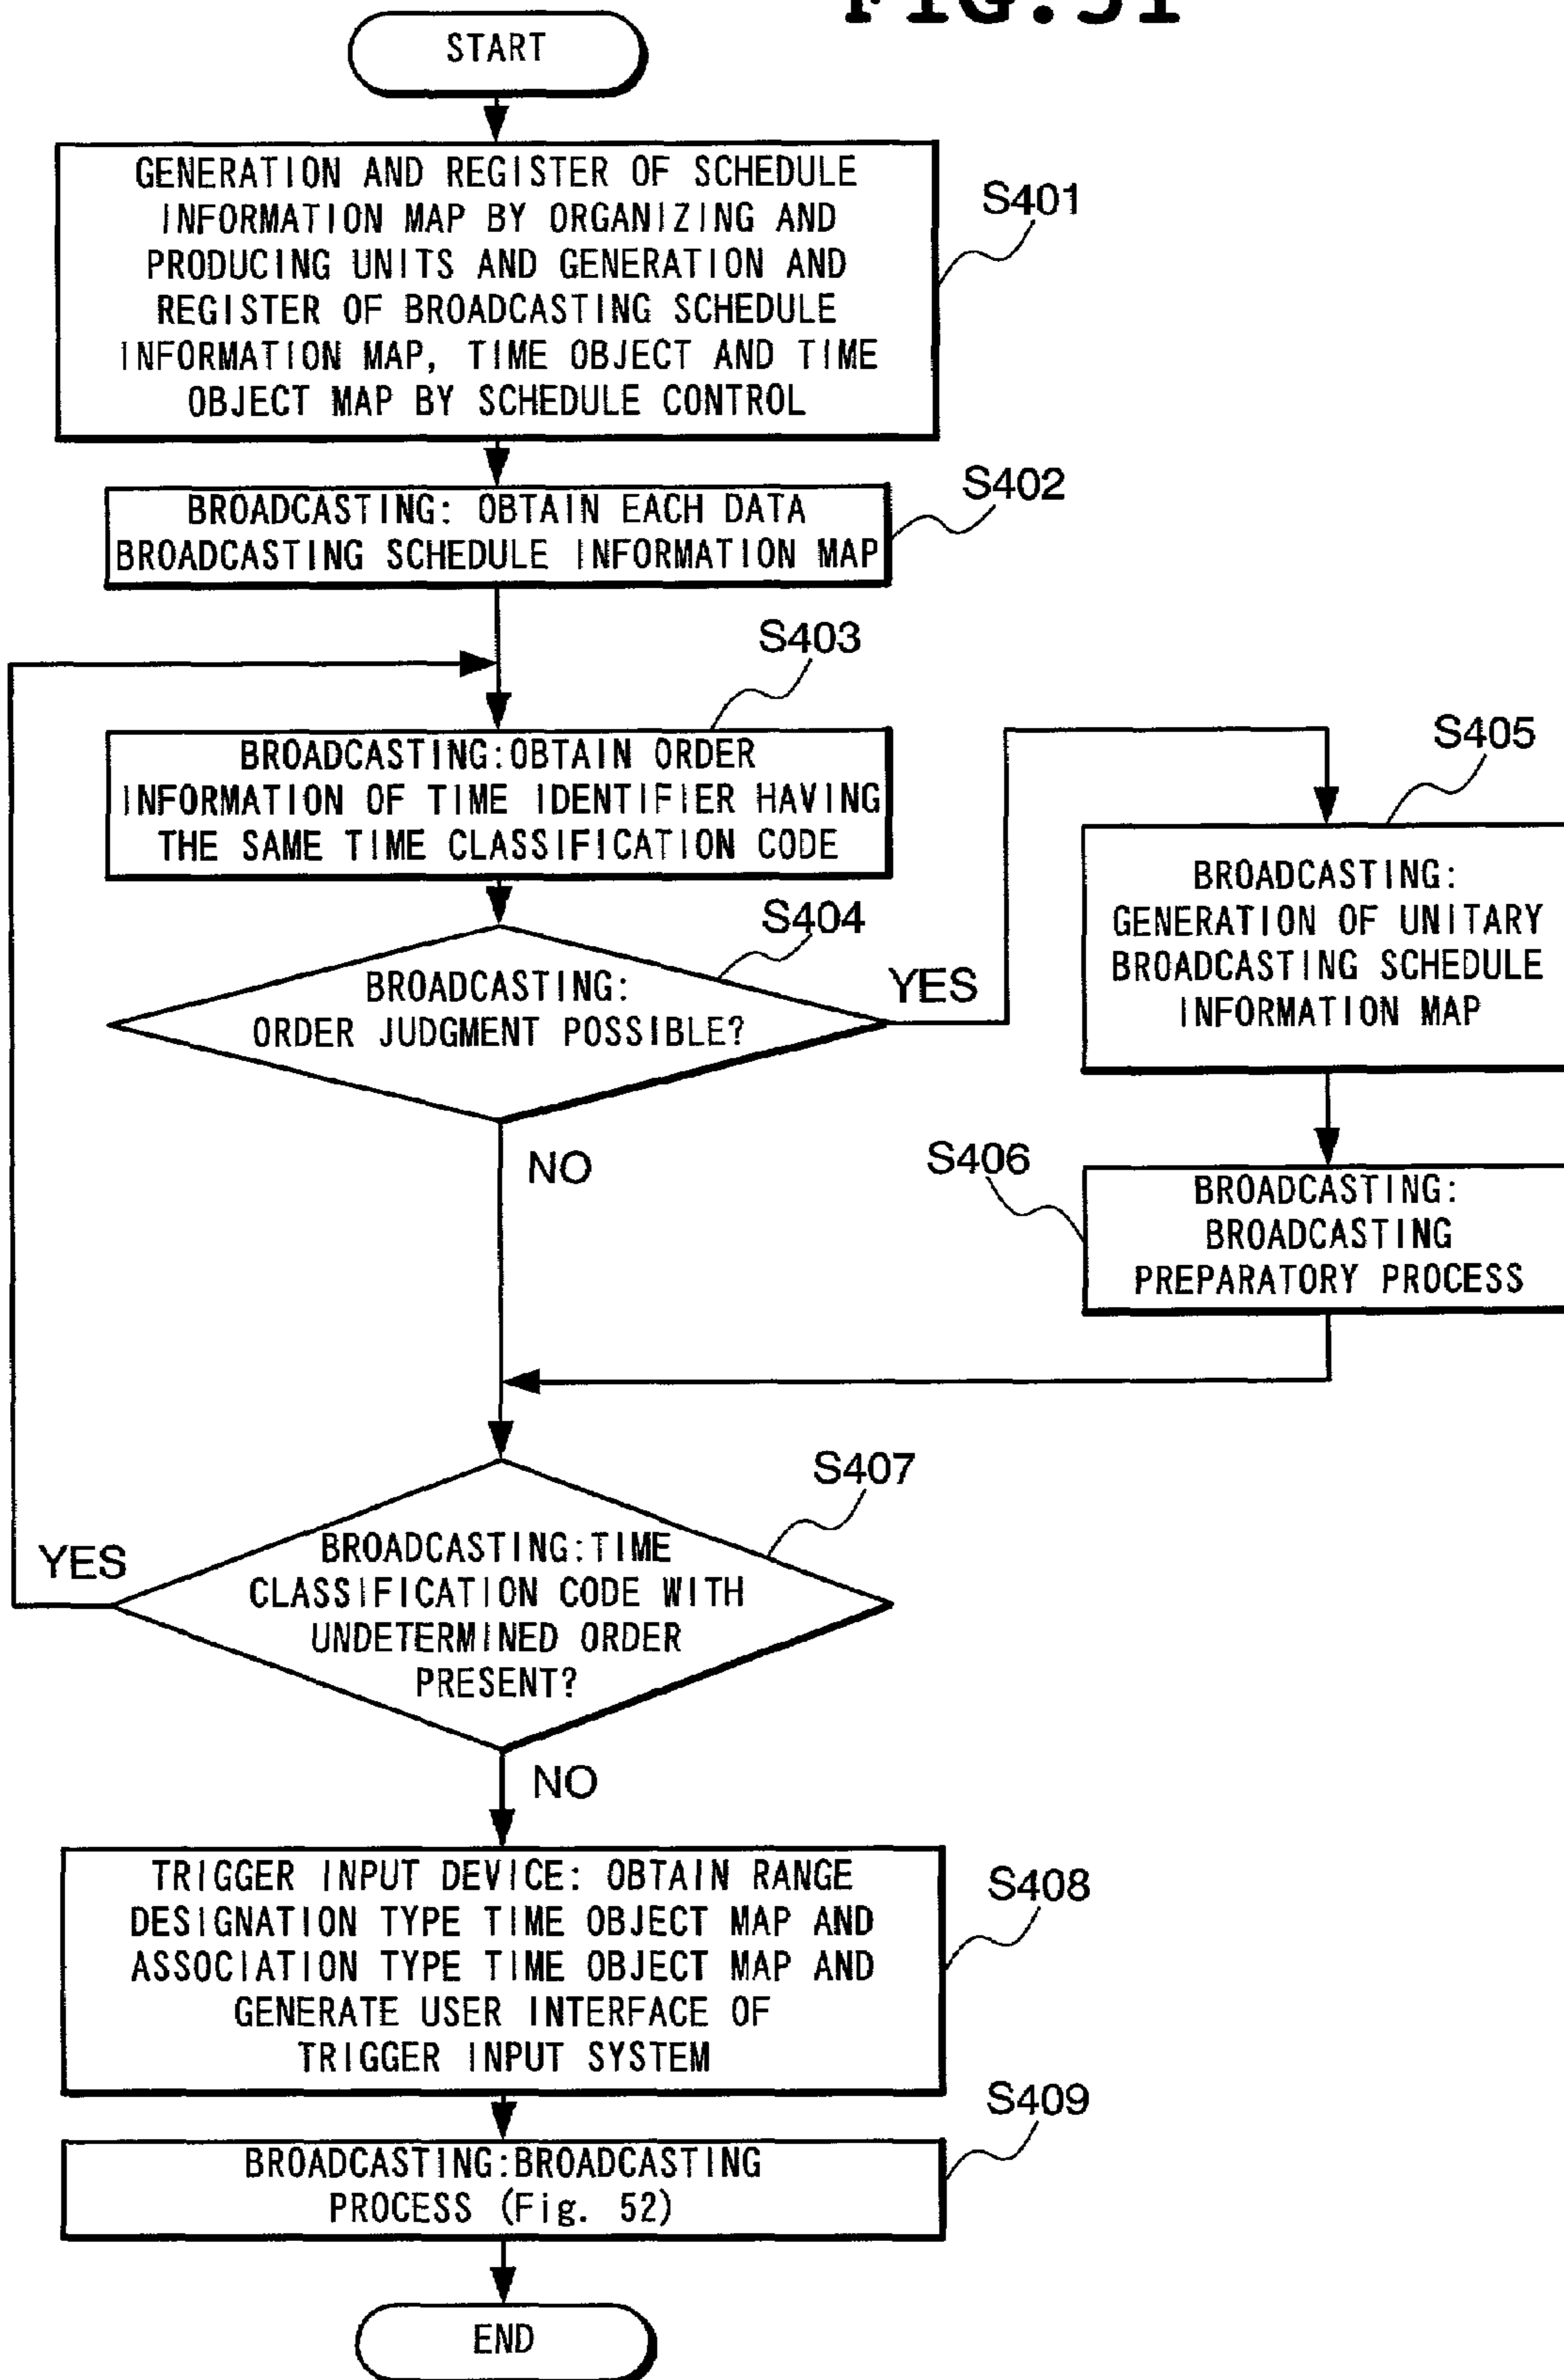 FIG.51
START
GENERATION AND REGISTER OF SCHEDULE
INFORMATION MAP BY ORGANIZING AND
PRODUCING UNITS AND GENERATION AND
REGISTER OF BROADCASTING SCHEDULE
INFORMATION MAP, TIME OBJECT AND TIME
OBJECT MAP BY SCHEDULE CONTROL
S401
BROADCASTING: OBTAIN EACH DATA
BROADCASTING SCHEDULE INFORMATION MAP
S402
S403
BROADCASTING:OBTAIN ORDER
INFORMATION OF TIME IDENTIFIER HAVING
THE SAME TIME CLASSIFICATION CODE
S404
BROADCASTING:
ORDER JUDGMENT POSSIBLE?
YES
NO
S405
BROADCASTING:
GENERATION OF UNITARY
BROADCASTING SCHEDULE
INFORMATION MAP
S406
BROADCASTING:
BROADCASTING
PREPARATORY PROCESS
S407
BROADCASTING:TIME
CLASSIFICATION CODE WITH
UNDETERMINED ORDER
PRESENT?
YES
NO
TRIGGER INPUT DEVICE: OBTAIN RANGE
DESIGNATION TYPE TIME OBJECT MAP AND
ASSOCIATION TYPE TIME OBJECT MAP AND
GENERATE USER INTERFACE OF
TRIGGER INPUT SYSTEM
S408
S409
BROADCASTING:BROADCASTING
PROCESS (Fig. 52)
END